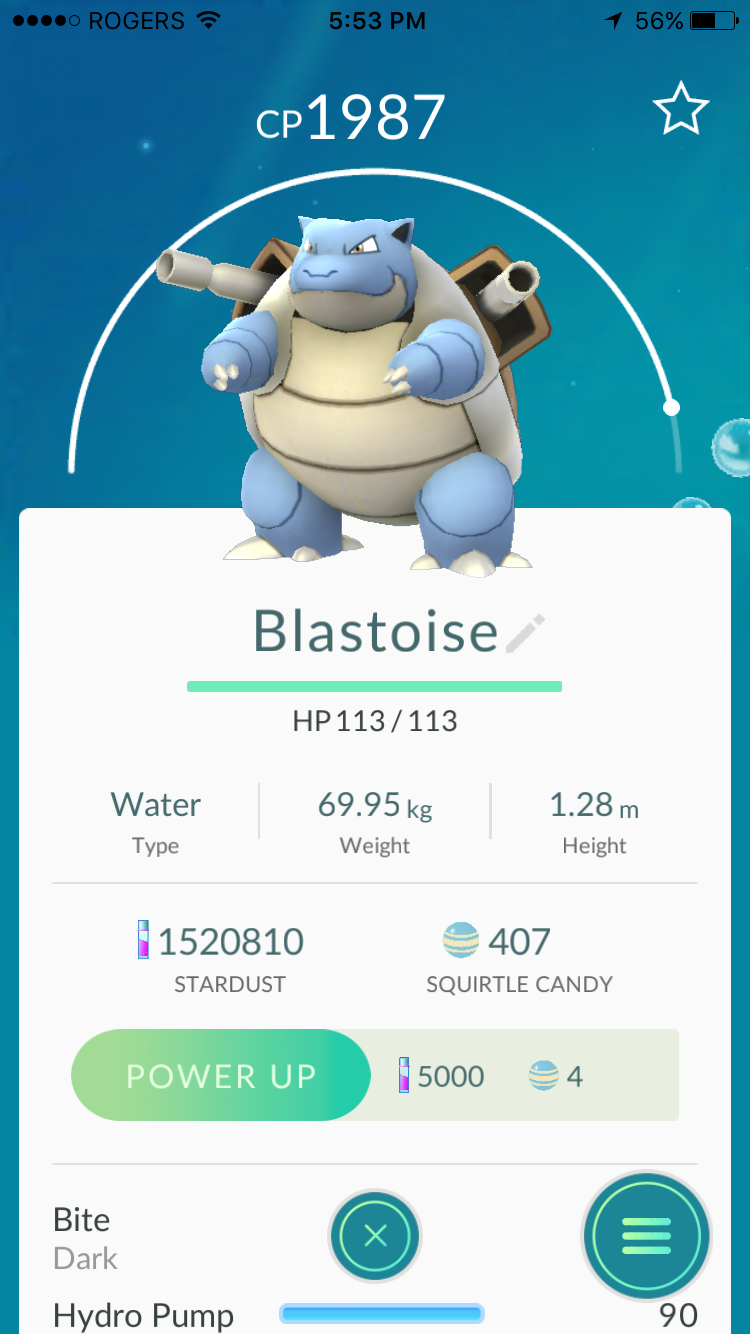 ROGERS 5:53 PM 56%
CP1987
Blastoise
HP 113 / 113
Water 69.95 kg 1.28 m
Type Weight Height
1520810 407
STARDUST SQUIRTLE CANDY
POWER UP 5000 4
Bite
Dark
Hydro Pump 90